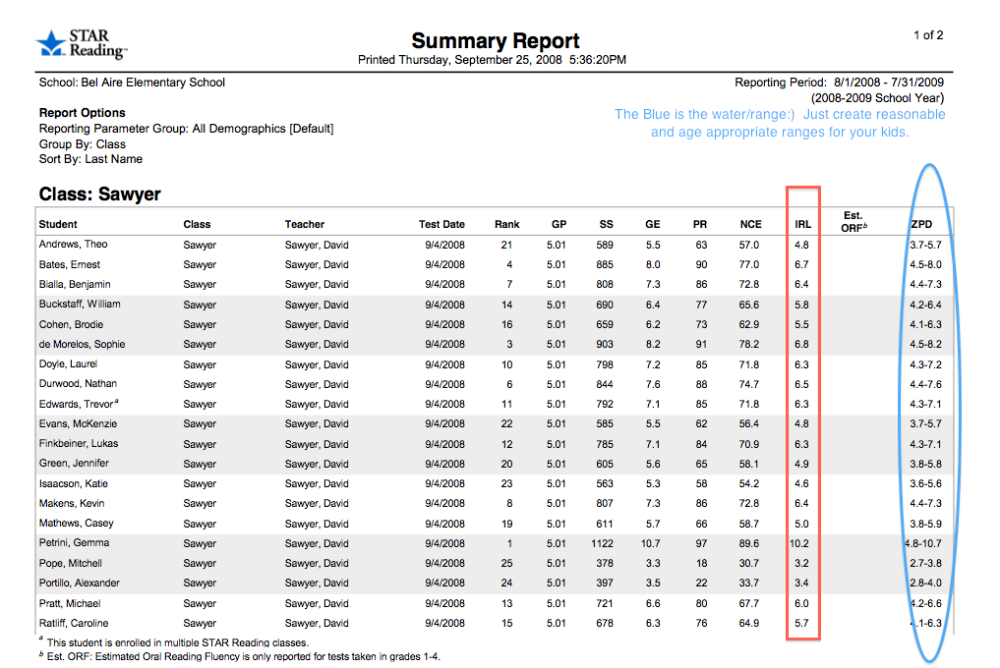 STAR
Reading™
Summary Report
1 of 2
Printed Thursday, September 25, 2008 5:36:20PM
School: Bel Aire Elementary School
Reporting Period: 8/1/2008 - 7/31/2009
(2008-2009 School Year)
The Blue is the water/range:) Just create reasonable
and age appropriate ranges for your kids.
Report Options
Reporting Parameter Group: All Demographics [Default]
Group By: Class
Sort By: Last Name
Class: Sawyer
Student Class Teacher Test Date Rank GP SS GE PR NCE IRL Est. ORFᵇ ZPD
Andrews, Theo Sawyer Sawyer, David 9/4/2008 21 5.01 589 5.5 63 57.0 4.8 3.7-5.7
Bates, Ernest Sawyer Sawyer, David 9/4/2008 4 5.01 885 8.0 90 77.0 6.7 4.5-8.0
Bialla, Benjamin Sawyer Sawyer, David 9/4/2008 7 5.01 808 7.3 86 72.8 6.4 4.4-7.3
Buckstaff, William Sawyer Sawyer, David 9/4/2008 14 5.01 690 6.4 77 65.6 5.8 4.2-6.4
Cohen, Brodie Sawyer Sawyer, David 9/4/2008 16 5.01 659 6.2 73 62.9 5.5 4.1-6.3
de Morelos, Sophie Sawyer Sawyer, David 9/4/2008 3 5.01 903 8.2 91 78.2 6.8 4.5-8.2
Doyle, Laurel Sawyer Sawyer, David 9/4/2008 10 5.01 798 7.2 85 71.8 6.3 4.3-7.2
Durwood, Nathan Sawyer Sawyer, David 9/4/2008 6 5.01 844 7.6 88 74.7 6.5 4.4-7.6
Edwards, Trevorᵃ Sawyer Sawyer, David 9/4/2008 11 5.01 792 7.1 85 71.8 6.3 4.3-7.1
Evans, McKenzie Sawyer Sawyer, David 9/4/2008 22 5.01 585 5.5 62 56.4 4.8 3.7-5.7
Finkbeiner, Lukas Sawyer Sawyer, David 9/4/2008 12 5.01 785 7.1 84 70.9 6.3 4.3-7.1
Green, Jennifer Sawyer Sawyer, David 9/4/2008 20 5.01 605 5.6 65 58.1 4.9 3.8-5.8
Isaacson, Katie Sawyer Sawyer, David 9/4/2008 23 5.01 563 5.3 58 54.2 4.6 3.6-5.6
Makens, Kevin Sawyer Sawyer, David 9/4/2008 8 5.01 807 7.3 86 72.8 6.4 4.4-7.3
Mathews, Casey Sawyer Sawyer, David 9/4/2008 19 5.01 611 5.7 66 58.7 5.0 3.8-5.9
Petrini, Gemma Sawyer Sawyer, David 9/4/2008 1 5.01 1122 10.7 97 89.6 10.2 4.8-10.7
Pope, Mitchell Sawyer Sawyer, David 9/4/2008 25 5.01 378 3.3 18 30.7 3.2 2.7-3.8
Portillo, Alexander Sawyer Sawyer, David 9/4/2008 24 5.01 397 3.5 22 33.7 3.4 2.8-4.0
Pratt, Michael Sawyer Sawyer, David 9/4/2008 13 5.01 721 6.6 80 67.7 6.0 4.2-6.6
Ratliff, Caroline Sawyer Sawyer, David 9/4/2008 15 5.01 678 6.3 76 64.9 5.7 4.1-6.3
ᵃ This student is enrolled in multiple STAR Reading classes.
ᵇ Est. ORF: Estimated Oral Reading Fluency is only reported for tests taken in grades 1-4.